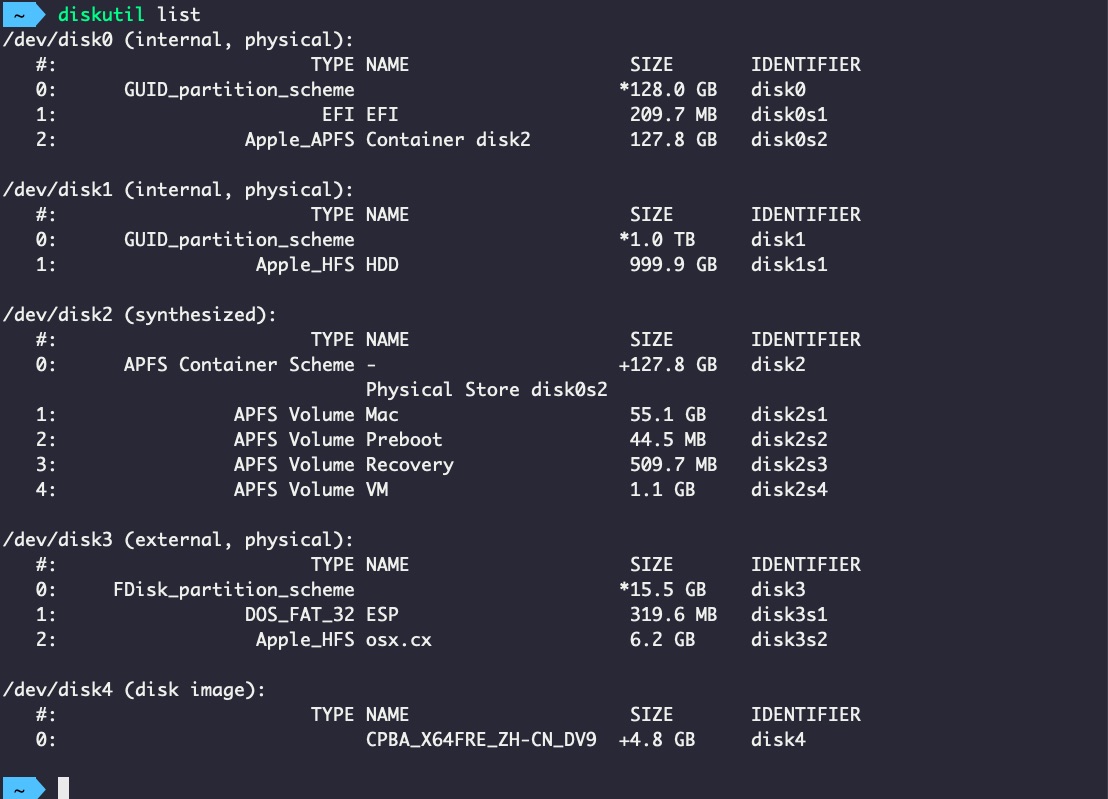 ~ diskutil list
/dev/disk0 (internal, physical):
   #:                       TYPE NAME                    SIZE       IDENTIFIER
   0:      GUID_partition_scheme                        *128.0 GB   disk0
   1:                        EFI EFI                     209.7 MB   disk0s1
   2:                 Apple_APFS Container disk2         127.8 GB   disk0s2
/dev/disk1 (internal, physical):
   #:                       TYPE NAME                    SIZE       IDENTIFIER
   0:      GUID_partition_scheme                        *1.0 TB     disk1
   1:                  Apple_HFS HDD                     999.9 GB   disk1s1
/dev/disk2 (synthesized):
   #:                       TYPE NAME                    SIZE       IDENTIFIER
   0:      APFS Container Scheme -                      +127.8 GB   disk2
                                 Physical Store disk0s2
   1:                APFS Volume Mac                     55.1 GB    disk2s1
   2:                APFS Volume Preboot                 44.5 MB    disk2s2
   3:                APFS Volume Recovery                509.7 MB   disk2s3
   4:                APFS Volume VM                      1.1 GB     disk2s4
/dev/disk3 (external, physical):
   #:                       TYPE NAME                    SIZE       IDENTIFIER
   0:     FDisk_partition_scheme                        *15.5 GB    disk3
   1:                 DOS_FAT_32 ESP                     319.6 MB   disk3s1
   2:                  Apple_HFS osx.cx                  6.2 GB     disk3s2
/dev/disk4 (disk image):
   #:                       TYPE NAME                    SIZE       IDENTIFIER
   0:                            CPBA_X64FRE_ZH-CN_DV9  +4.8 GB     disk4
~